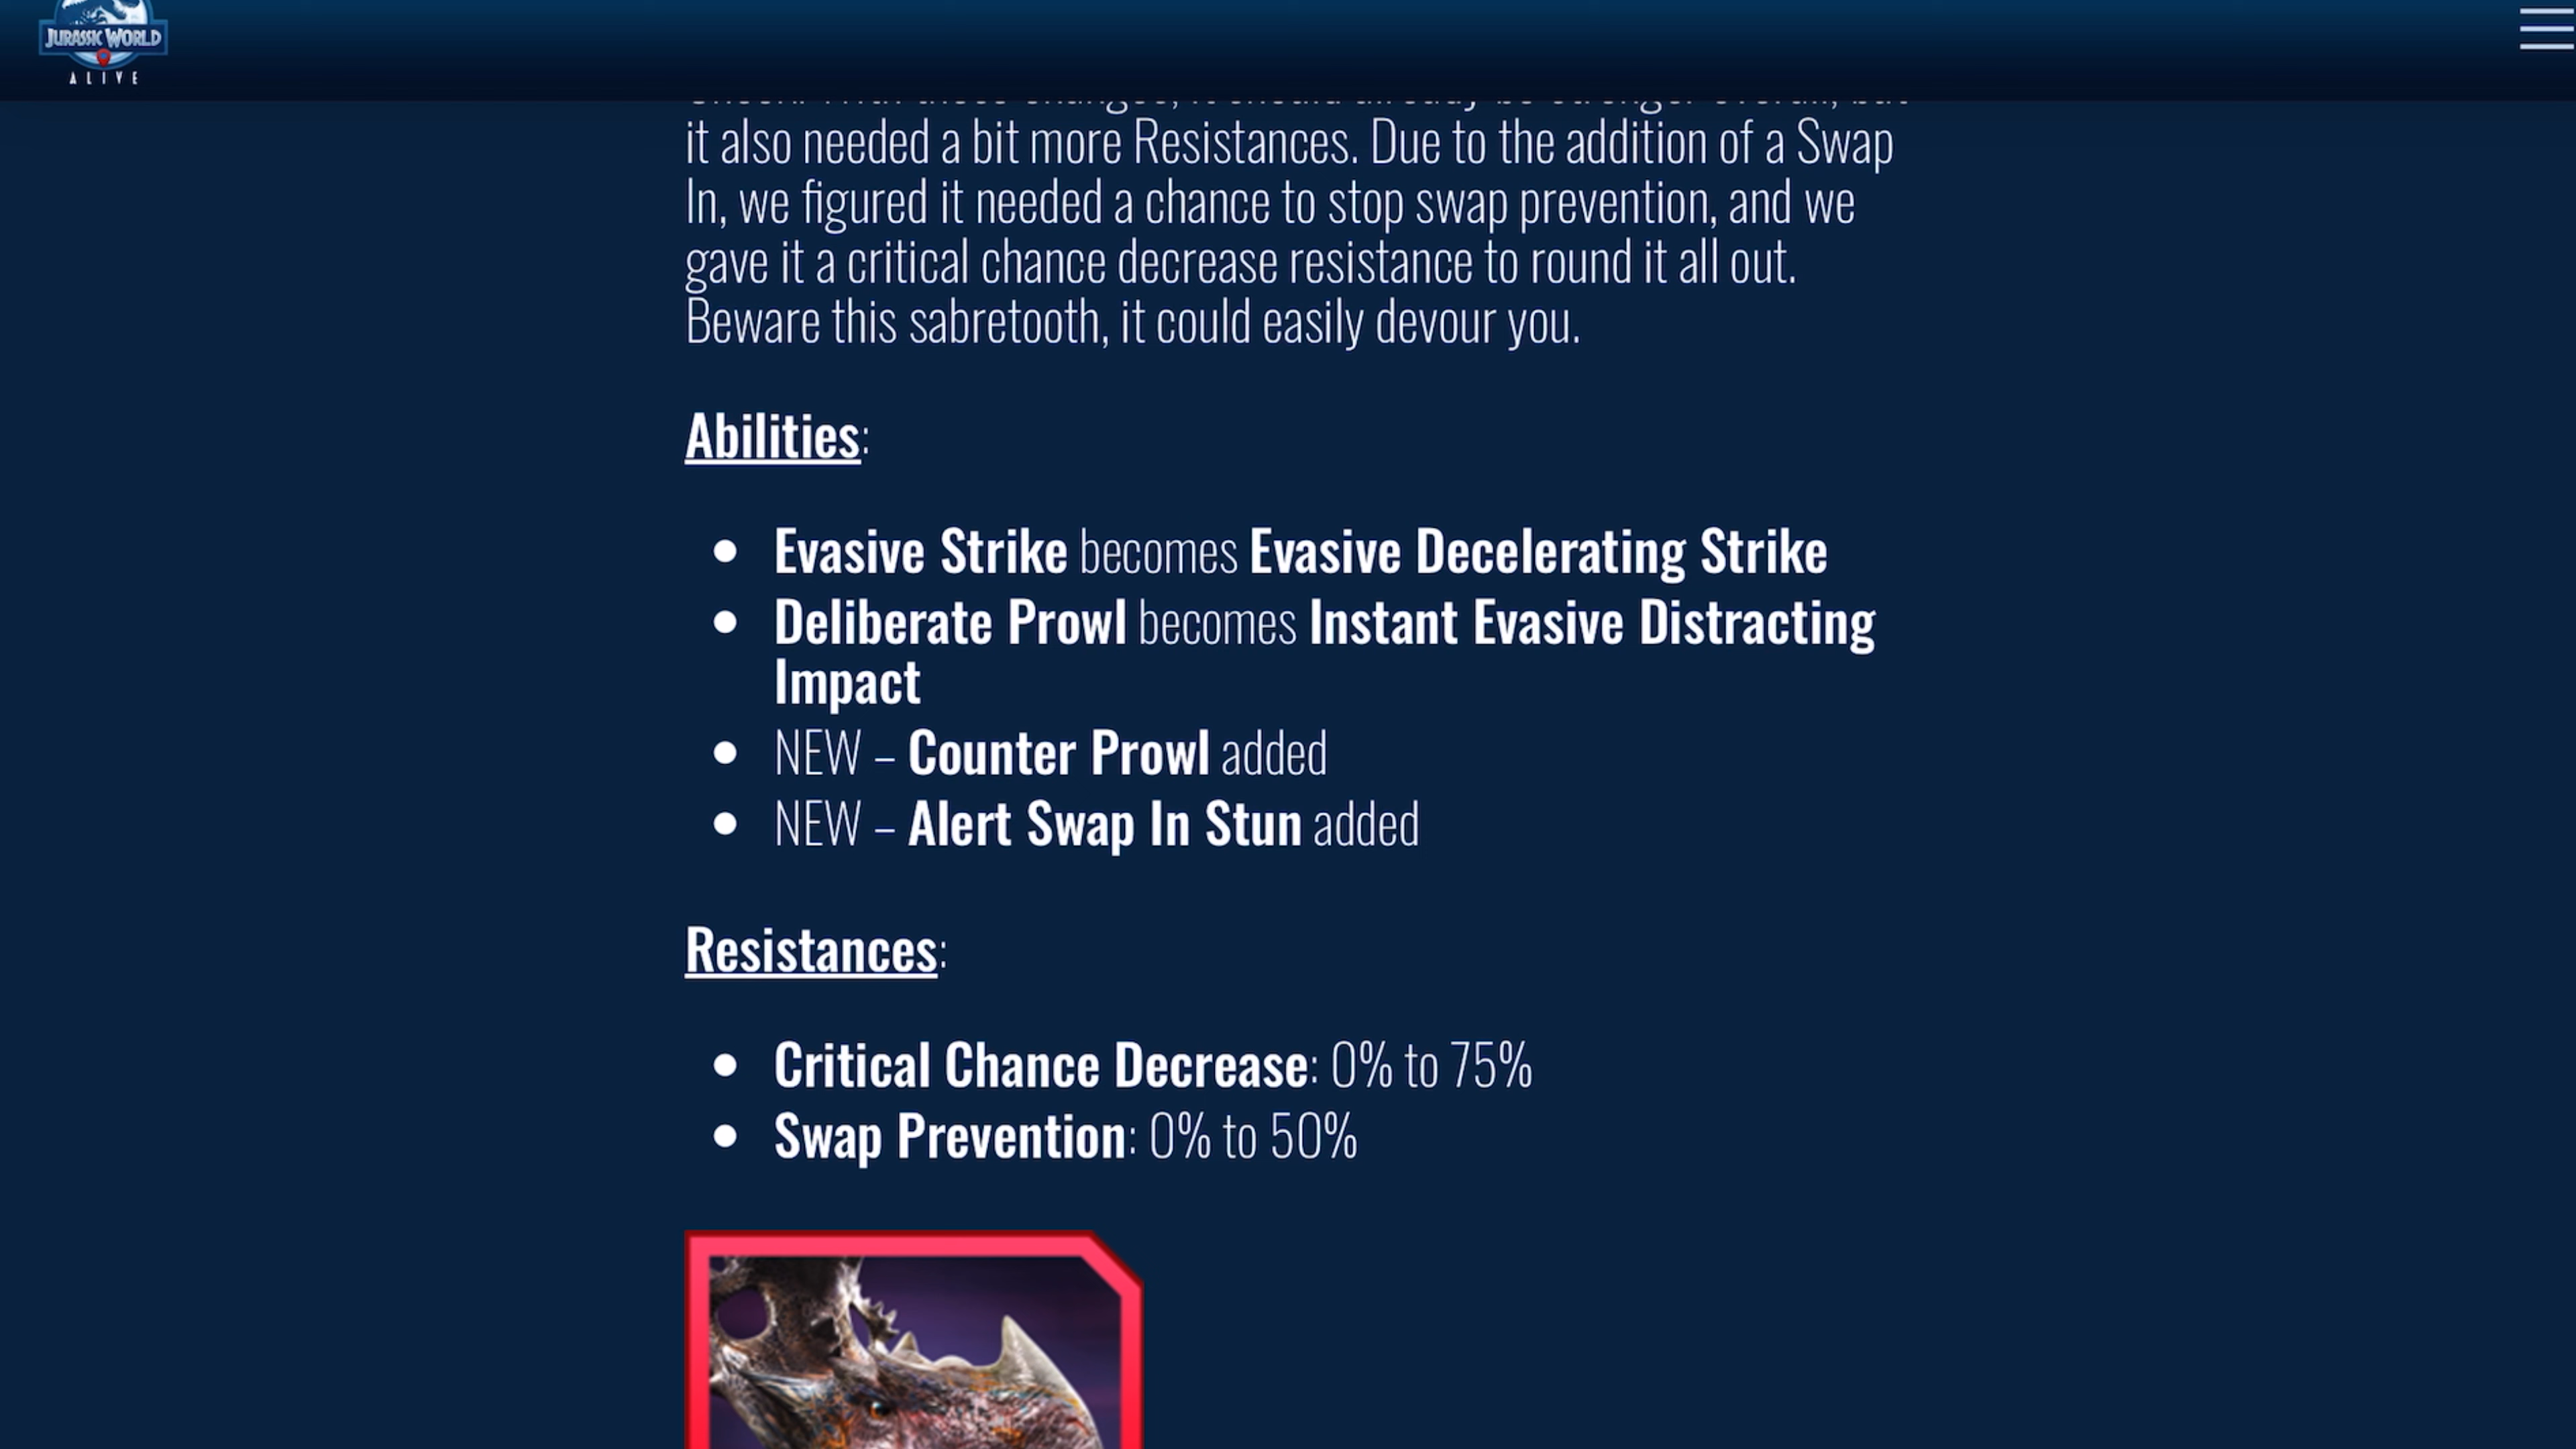 JURASSIC WORLD
ALIVE
it also needed a bit more Resistances. Due to the addition of a Swap
In, we figured it needed a chance to stop swap prevention, and we
gave it a critical chance decrease resistance to round it all out.
Beware this sabretooth, it could easily devour you.
Abilities:
Evasive Strike becomes Evasive Decelerating Strike
Deliberate Prowl becomes Instant Evasive Distracting
Impact
NEW – Counter Prowl added
NEW – Alert Swap In Stun added
Resistances:
Critical Chance Decrease: 0% to 75%
Swap Prevention: 0% to 50%